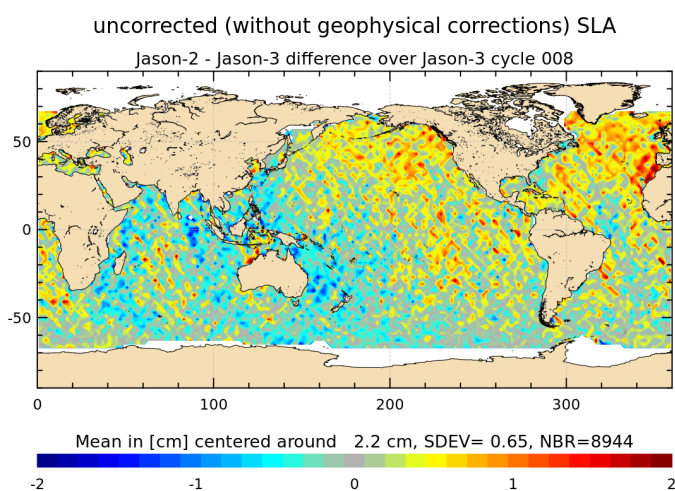 uncorrected (without geophysical corrections) SLA
Jason-2 - Jason-3 difference over Jason-3 cycle 008
50
0
-50
0 100 200 300
Mean in [cm] centered around 2.2 cm, SDEV= 0.65, NBR=8944
-2 -1 0 1 2